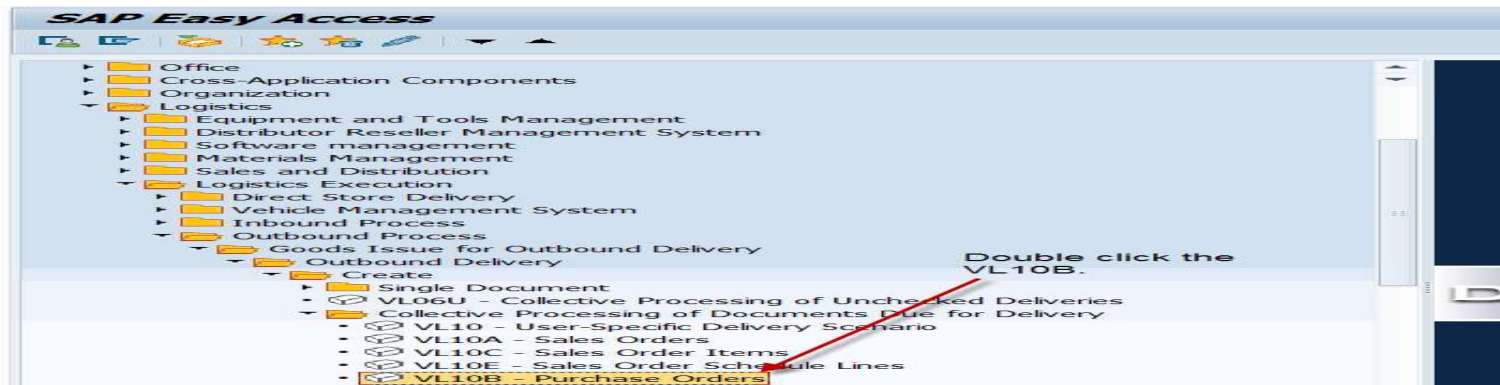 SAP Easy Access
Office
Cross-Application Components
Organization
Logistics
Equipment and Tools Management
Distributor Reseller Management System
Software management
Materials Management
Sales and Distribution
Logistics Execution
Direct Store Delivery
Vehicle Management System
Inbound Process
Outbound Process
Goods Issue for Outbound Delivery
Outbound Delivery
Double click the
VL10B.
Create
Single Document
VL06U - Collective Processing of Unchecked Deliveries
Collective Processing of Documents Due for Delivery
VL10 - User-Specific Delivery Scenario
VL10A - Sales Orders
VL10C - Sales Order Items
VL10E - Sales Order Schedule Lines
VL10B - Purchase Orders